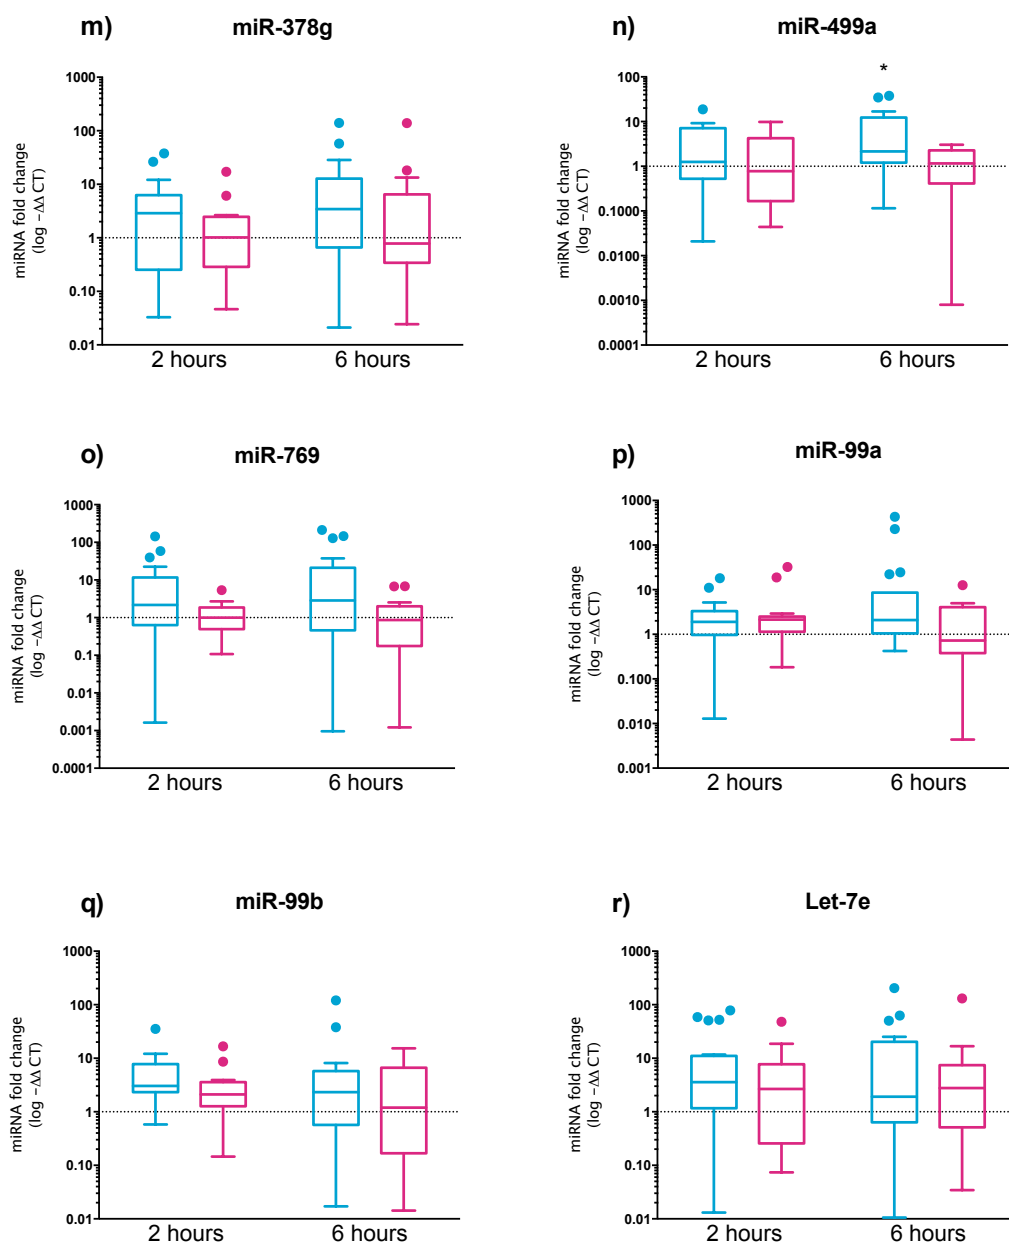 m) miR-378g
miRNA fold change
(log −ΔΔ CT)
1000
100
10
1
0.10
0.01
2 hours 6 hours
n) miR-499a
*
miRNA fold change
(log −ΔΔ CT)
100
10
1
0.1000
0.0100
0.0010
0.0001
2 hours 6 hours
o) miR-769
miRNA fold change
(log −ΔΔ CT)
1000
100
10
1
0.1
0.01
0.001
0.0001
2 hours 6 hours
p) miR-99a
miRNA fold change
(log −ΔΔ CT)
1000
100
10
1
0.100
0.010
0.001
2 hours 6 hours
q) miR-99b
miRNA fold change
(log −ΔΔ CT)
1000
100
10
1
0.10
0.01
2 hours 6 hours
r) Let-7e
miRNA fold change
(log −ΔΔ CT)
1000
100
10
1
0.10
0.01
2 hours 6 hours